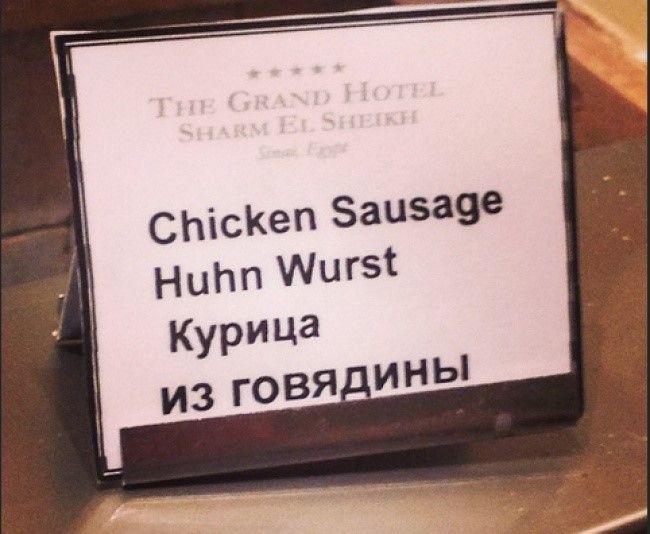 ★★★★★
THE GRAND HOTEL
SHARM EL SHEIKH
Sinai, Egypt
Chicken Sausage
Huhn Wurst
Курица
из говядины